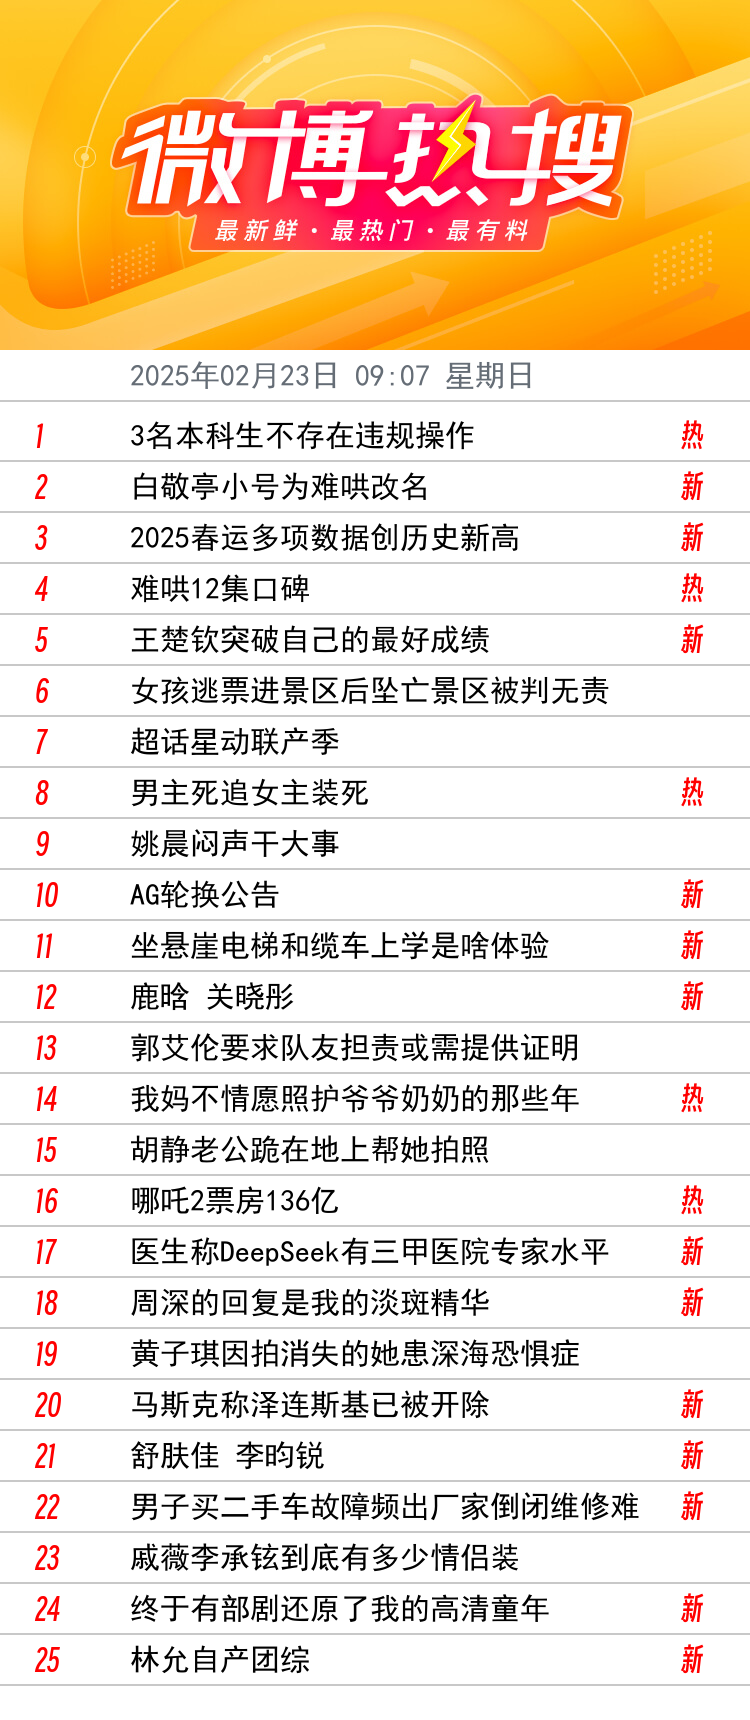 微博热搜
最新鲜·最热门·最有料
2025年02月23日 09:07 星期日
1 3名本科生不存在违规操作 热
2 白敬亭小号为难哄改名 新
3 2025春运多项数据创历史新高 新
4 难哄12集口碑 热
5 王楚钦突破自己的最好成绩 新
6 女孩逃票进景区后坠亡景区被判无责
7 超话星动联产季
8 男主死追女主装死 热
9 姚晨闷声干大事
10 AG轮换公告 新
11 坐悬崖电梯和缆车上学是啥体验 新
12 鹿晗 关晓彤 新
13 郭艾伦要求队友担责或需提供证明
14 我妈不情愿照护爷爷奶奶的那些年 热
15 胡静老公跪在地上帮她拍照
16 哪吒2票房136亿 热
17 医生称DeepSeek有三甲医院专家水平 新
18 周深的回复是我的淡斑精华 新
19 黄子琪因拍消失的她患深海恐惧症
20 马斯克称泽连斯基已被开除 新
21 舒肤佳 李昀锐 新
22 男子买二手车故障频出厂家倒闭维修难 新
23 戚薇李承铉到底有多少情侣装
24 终于有部剧还原了我的高清童年 新
25 林允自产团综 新